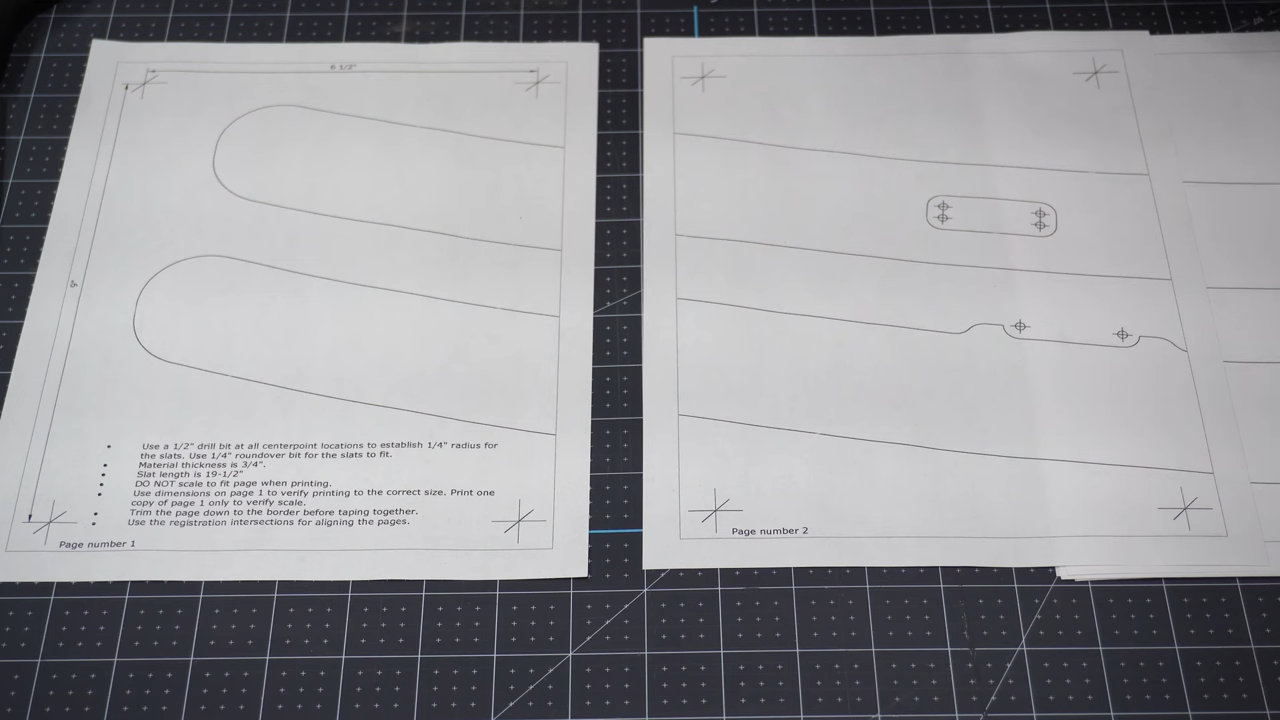 6 1/2"
Use a 1/2" drill bit at all centerpoint locations to establish 1/4" radius for
the slats. Use 1/4" roundover bit for the slats to fit.
Material thickness is 3/4".
Slat length is 19-1/2"
DO NOT scale to fit page when printing.
Use dimensions on page 1 to verify printing to the correct size. Print one
copy of page 1 only to verify scale.
Trim the page down to the border before taping together.
Use the registration intersections for aligning the pages.
Page number 1
Page number 2